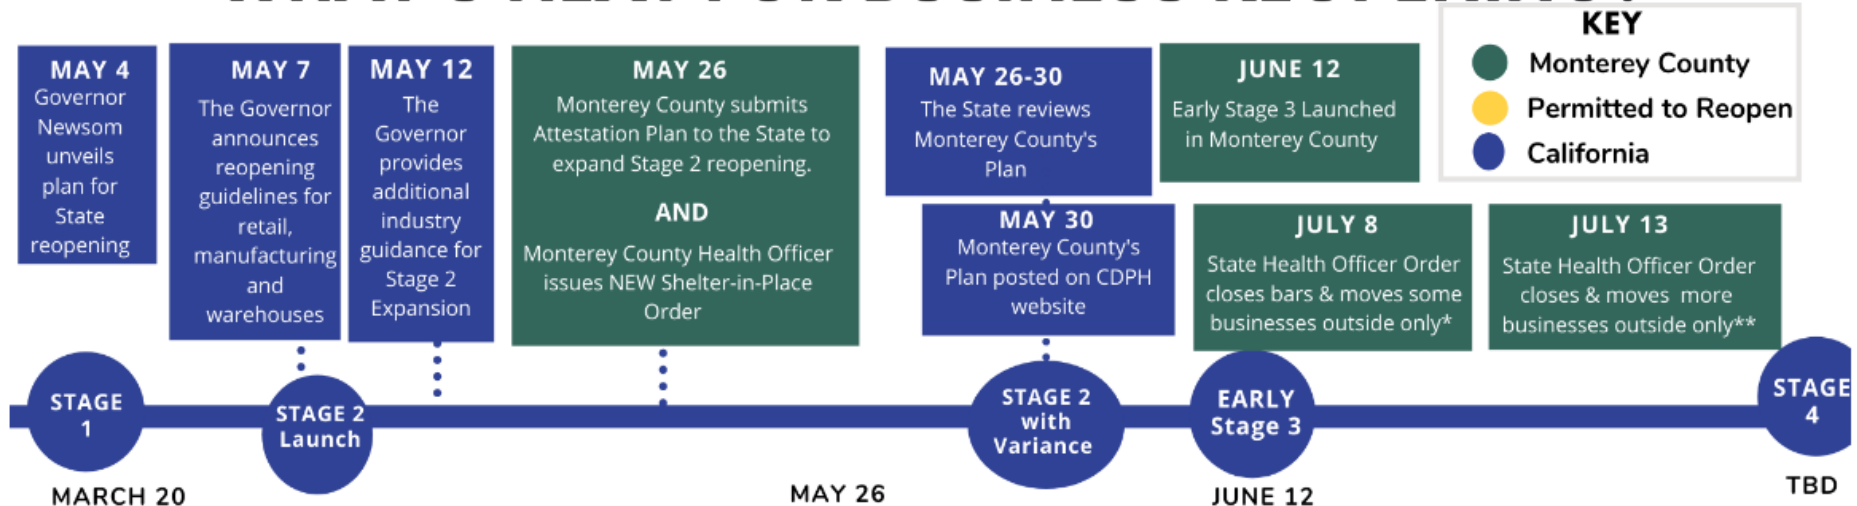 KEY
Monterey County
Permitted to Reopen
California
MAY 4
Governor
Newsom
unveils
plan for
State
reopening
MAY 7
The Governor
announces
reopening
guidelines for
retail,
manufacturing
and
warehouses
MAY 12
The
Governor
provides
additional
industry
guidance for
Stage 2
Expansion
MAY 26
Monterey County submits
Attestation Plan to the State to
expand Stage 2 reopening.
AND
Monterey County Health Officer
issues NEW Shelter-in-Place
Order
MAY 26-30
The State reviews
Monterey County's
Plan
MAY 30
Monterey County's
Plan posted on CDPH
website
JUNE 12
Early Stage 3 Launched
in Monterey County
JULY 8
State Health Officer Order
closes bars & moves some
businesses outside only*
JULY 13
State Health Officer Order
closes & moves more
businesses outside only**
STAGE
1
STAGE 2
Launch
STAGE 2
with
Variance
EARLY
Stage 3
STAGE
4
MARCH 20
MAY 26
JUNE 12
TBD